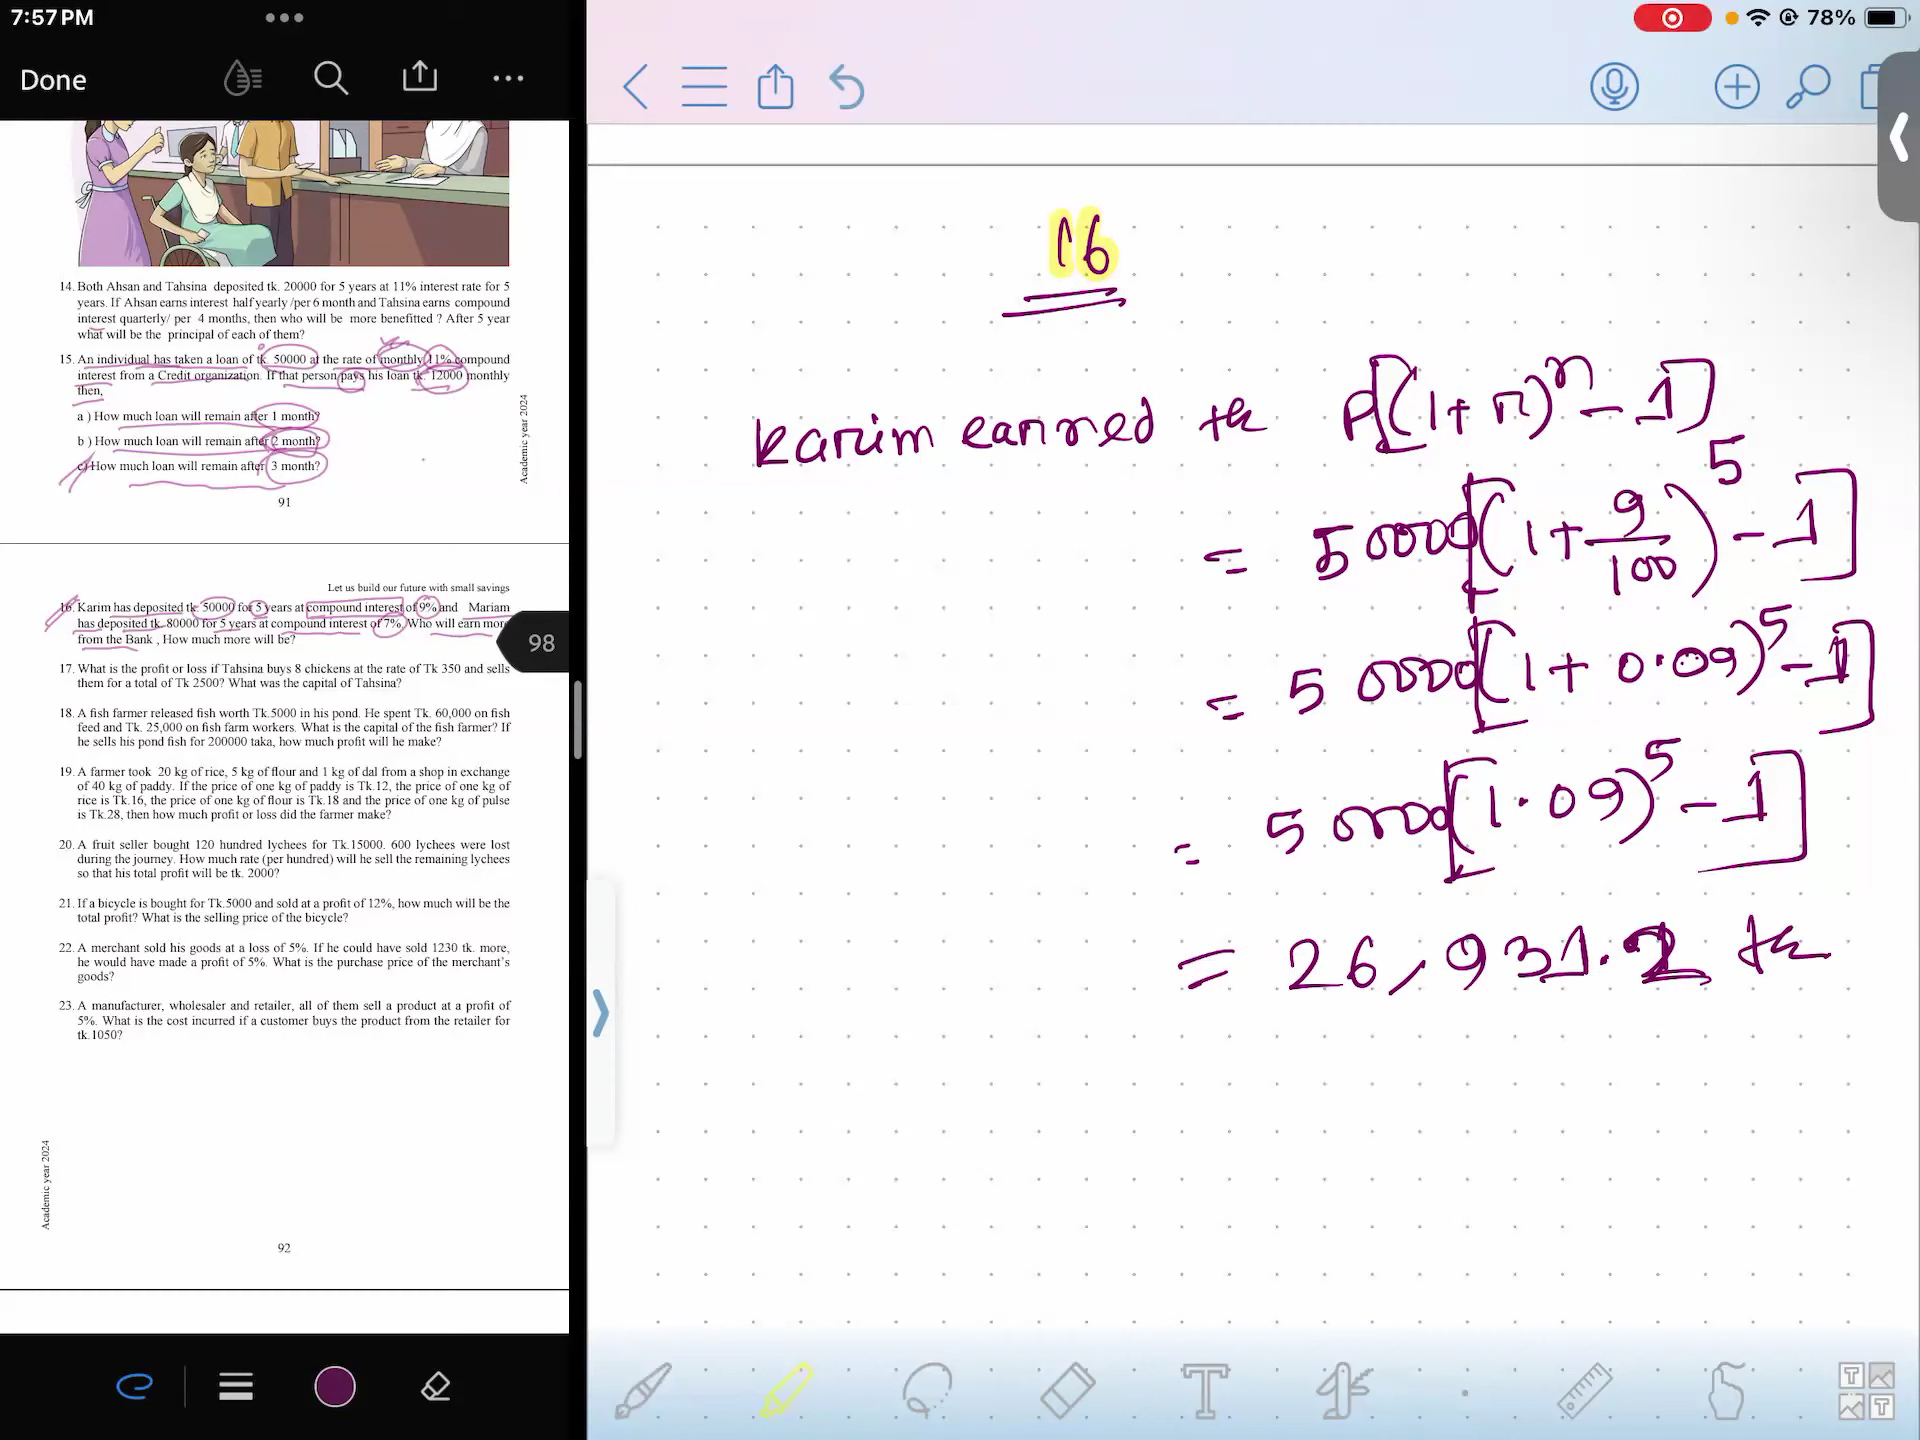 7:57PM
78%
Done
14. Both Ahsan and Tahsina deposited tk. 20000 for 5 years at 11% interest rate for 5
years. If Ahsan earns interest half yearly /per 6 month and Tahsina earns compound
interest quarterly/ per 4 months, then who will be more benefitted ? After 5 year
what will be the principal of each of them?
15. An individual has taken a loan of tk. 50000 at the rate of monthly 11% compound
interest from a Credit organization. If that person pays his loan tk. 12000 monthly
then,
a ) How much loan will remain after 1 month?
b ) How much loan will remain after 2 month?
c) How much loan will remain after 3 month?
Academic year 2024
91
Let us build our future with small savings
16. Karim has deposited tk. 50000 for 5 years at compound interest of 9% and Mariam
has deposited tk. 80000 for 5 years at compound interest of 7%. Who will earn more
from the Bank , How much more will be?
98
17. What is the profit or loss if Tahsina buys 8 chickens at the rate of Tk 350 and sells
them for a total of Tk 2500? What was the capital of Tahsina?
18. A fish farmer released fish worth Tk.5000 in his pond. He spent Tk. 60,000 on fish
feed and Tk. 25,000 on fish farm workers. What is the capital of the fish farmer? If
he sells his pond fish for 200000 taka, how much profit will he make?
19. A farmer took 20 kg of rice, 5 kg of flour and 1 kg of dal from a shop in exchange
of 40 kg of paddy. If the price of one kg of paddy is Tk.12, the price of one kg of
rice is Tk.16, the price of one kg of flour is Tk.18 and the price of one kg of pulse
is Tk.28, then how much profit or loss did the farmer make?
20. A fruit seller bought 120 hundred lychees for Tk.15000. 600 lychees were lost
during the journey. How much rate (per hundred) will he sell the remaining lychees
so that his total profit will be tk. 2000?
21. If a bicycle is bought for Tk.5000 and sold at a profit of 12%, how much will be the
total profit? What is the selling price of the bicycle?
22. A merchant sold his goods at a loss of 5%. If he could have sold 1230 tk. more,
he would have made a profit of 5%. What is the purchase price of the merchant's
goods?
23. A manufacturer, wholesaler and retailer, all of them sell a product at a profit of
5%. What is the cost incurred if a customer buys the product from the retailer for
tk.1050?
Academic year 2024
92
16
Karim earned tk P[(1+r)^n - 1]
= 50000[(1+9/100)^5 - 1]
= 50000[(1+0.09)^5 - 1]
= 50000[(1.09)^5 - 1]
= 26,931.2 tk